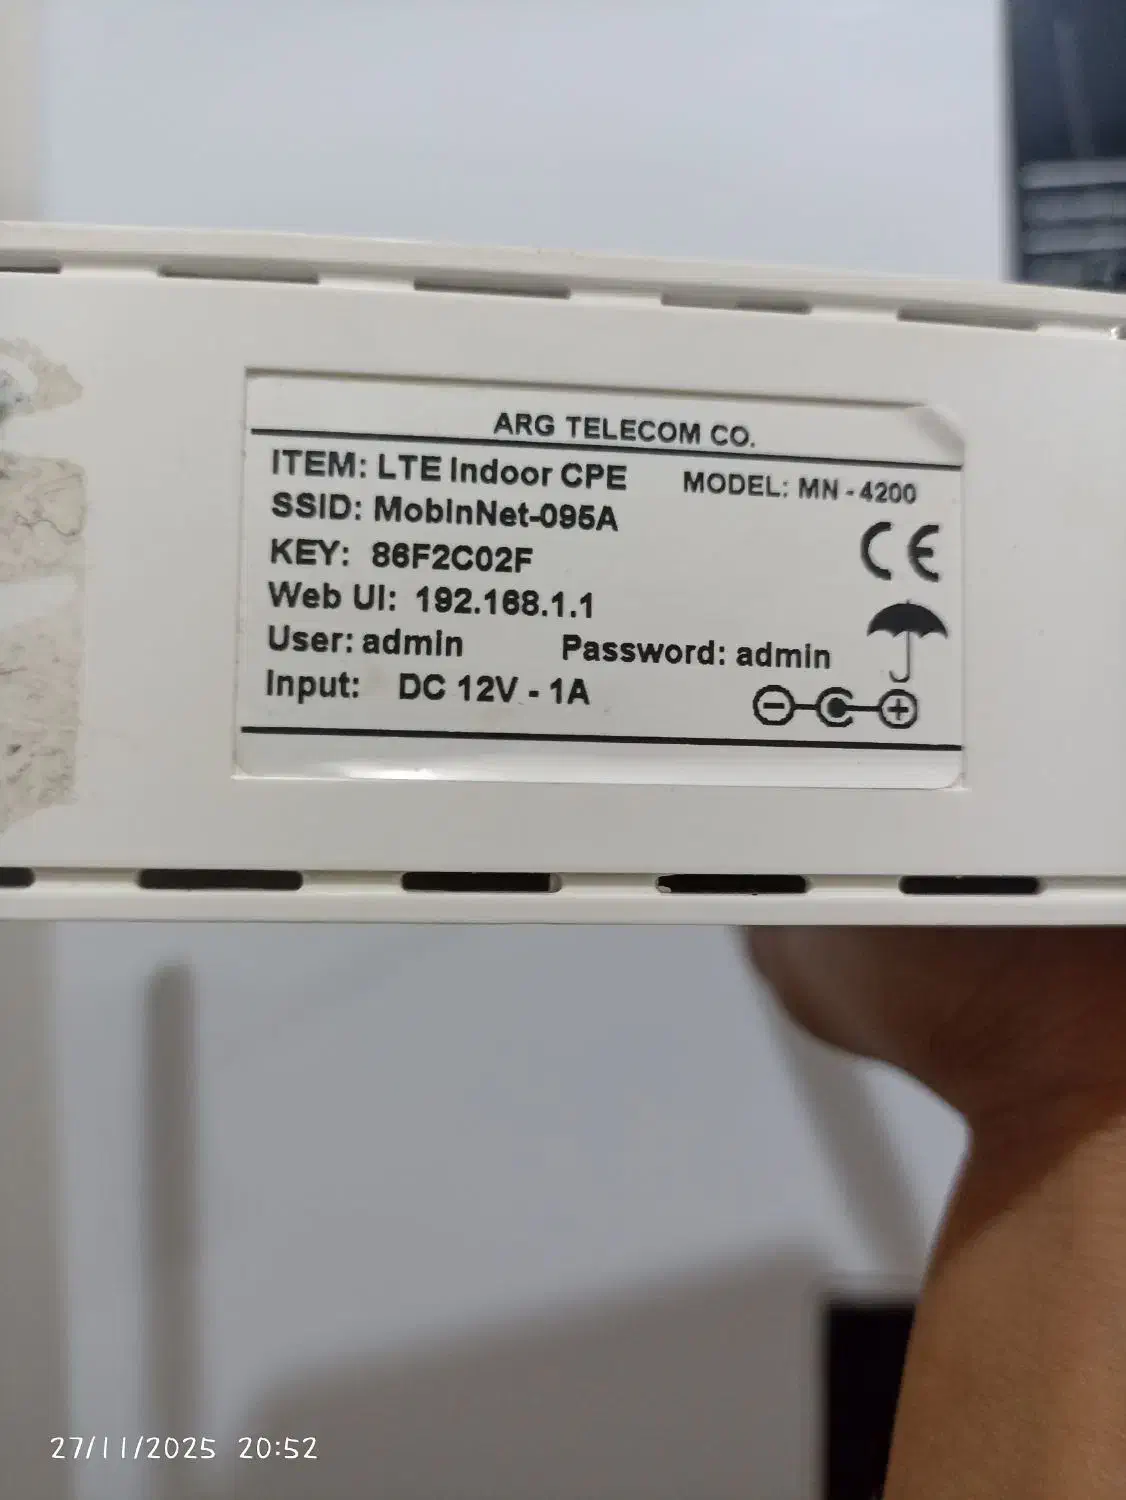 ARG TELECOM CO.
ITEM: LTE Indoor CPE MODEL: MN - 4200
SSID: MobinNet-095A
KEY: 86F2C02F
Web UI: 192.168.1.1
User: admin Password: admin
Input: DC 12V - 1A
27/11/2025 20:52